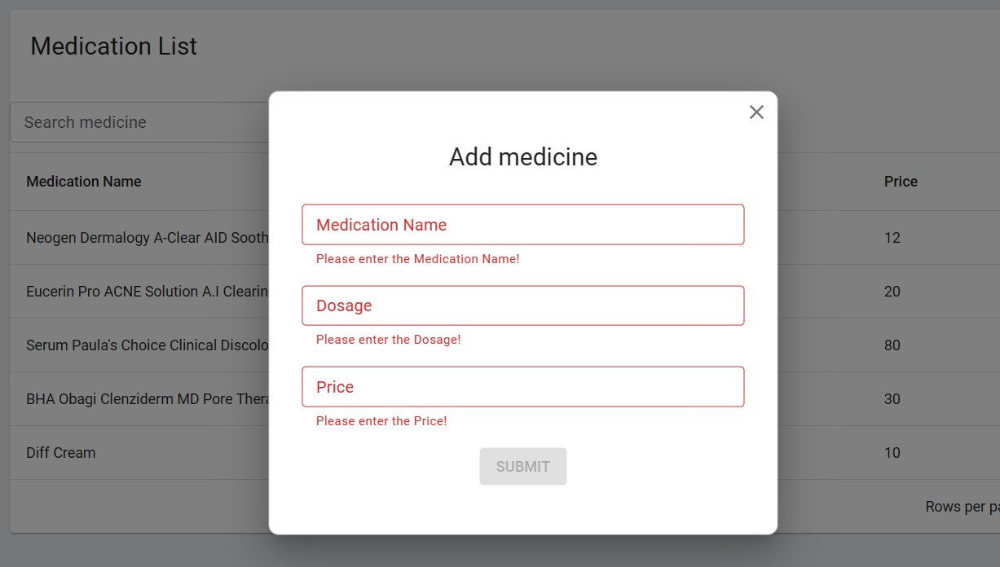 Medication List
Search medicine
Medication Name Price
Neogen Dermalogy A-Clear AID Sooth 12
Eucerin Pro ACNE Solution A.I Clearin 20
Serum Paula's Choice Clinical Discolo 80
BHA Obagi Clenziderm MD Pore Thera 30
Diff Cream 10
Rows per pa
Add medicine
Medication Name
Please enter the Medication Name!
Dosage
Please enter the Dosage!
Price
Please enter the Price!
SUBMIT